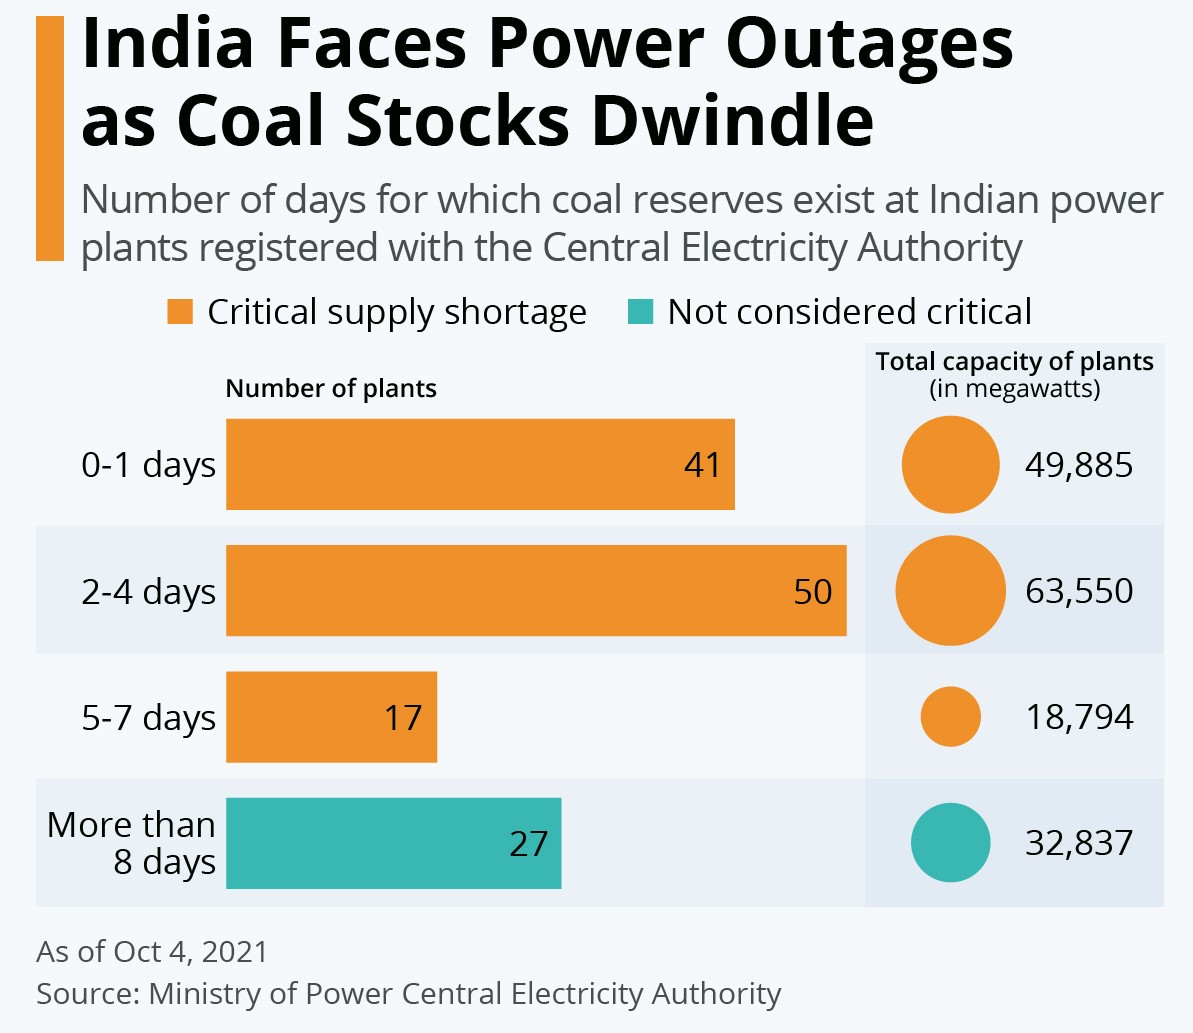 India Faces Power Outages
as Coal Stocks Dwindle
Number of days for which coal reserves exist at Indian power
plants registered with the Central Electricity Authority
Critical supply shortage
Not considered critical
Number of plants
Total capacity of plants
(in megawatts)
0-1 days
41
49,885
2-4 days
50
63,550
5-7 days
17
18,794
More than
8 days
27
32,837
As of Oct 4, 2021
Source: Ministry of Power Central Electricity Authority